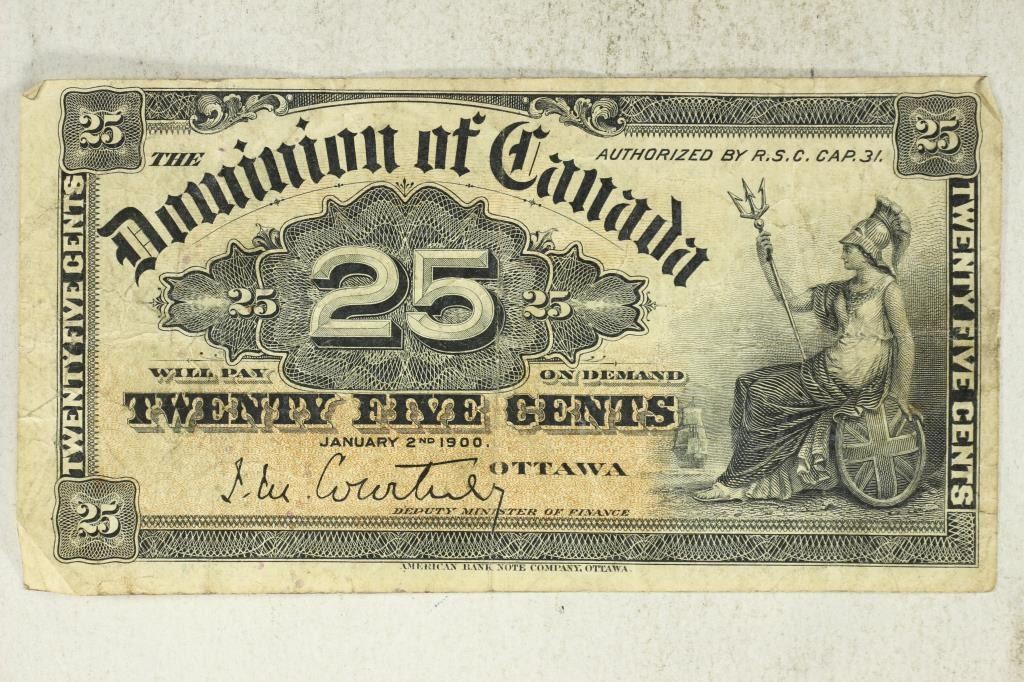 25
25
THE
Dominion of Canada
AUTHORIZED BY R.S.C. CAP. 31.
TWENTY FIVE CENTS
25
25
25
TWENTY FIVE CENTS
WILL PAY ON DEMAND
TWENTY FIVE CENTS
JANUARY 2ND 1900.
J. M. Courtney
OTTAWA
DEPUTY MINISTER OF FINANCE
25
AMERICAN BANK NOTE COMPANY, OTTAWA.